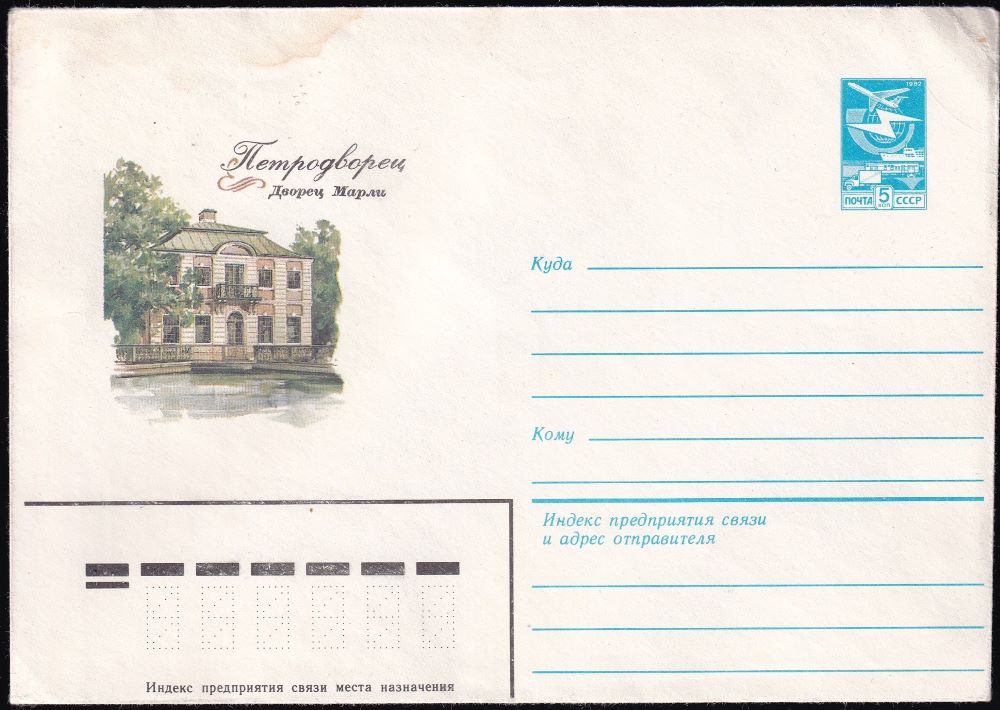 Петродворец
Дворец Марли
1982
ПОЧТА 5 КОП СССР
Куда
Кому
Индекс предприятия связи
и адрес отправителя
Индекс предприятия связи места назначения